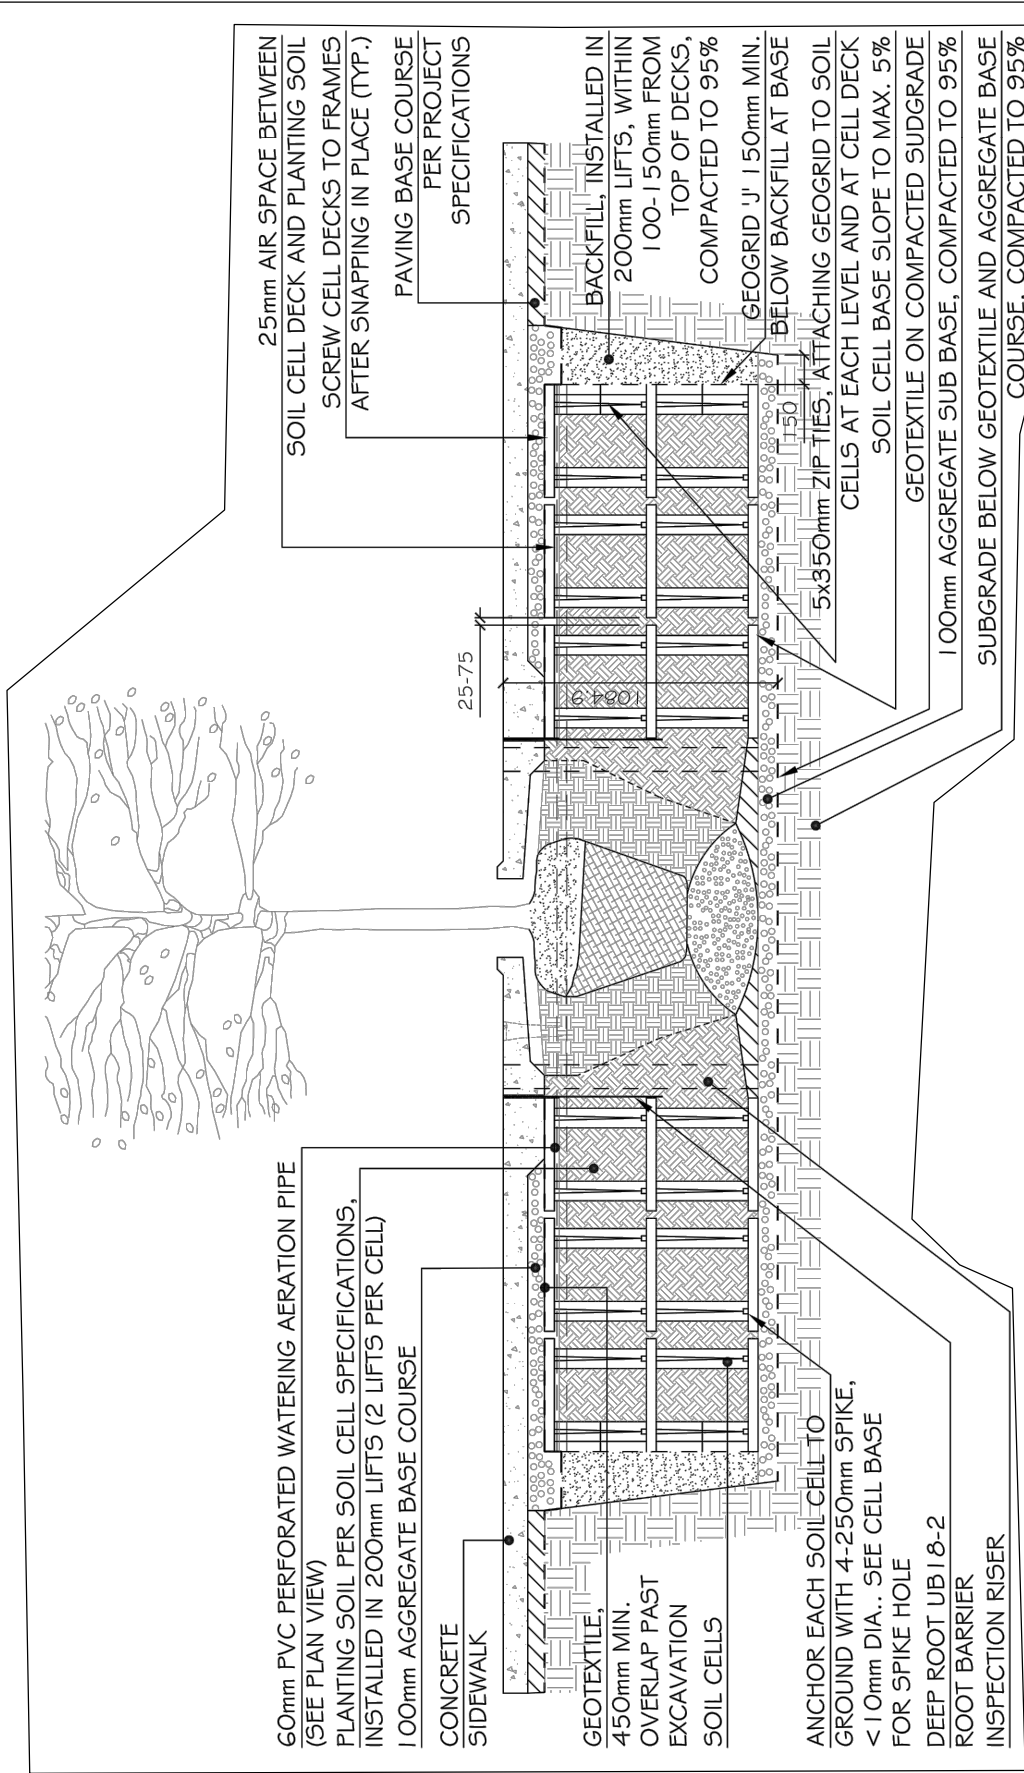 60mm PVC PERFORATED WATERING AERATION PIPE
(SEE PLAN VIEW)
PLANTING SOIL PER SOIL CELL SPECIFICATIONS,
INSTALLED IN 200mm LIFTS (2 LIFTS PER CELL)
100mm AGGREGATE BASE COURSE
CONCRETE
SIDEWALK
GEOTEXTILE,
450mm MIN.
OVERLAP PAST
EXCAVATION
SOIL CELLS
ANCHOR EACH SOIL CELL TO
GROUND WITH 4-250mm SPIKE,
<10mm DIA.. SEE CELL BASE
FOR SPIKE HOLE
DEEP ROOT UB18-2
ROOT BARRIER
INSPECTION RISER
25-75
1084.9
150
25mm AIR SPACE BETWEEN
SOIL CELL DECK AND PLANTING SOIL
SCREW CELL DECKS TO FRAMES
AFTER SNAPPING IN PLACE (TYP.)
PAVING BASE COURSE
PER PROJECT
SPECIFICATIONS
BACKFILL, INSTALLED IN
200mm LIFTS, WITHIN
100-150mm FROM
TOP OF DECKS,
COMPACTED TO 95%
GEOGRID 'J' 150mm MIN.
BELOW BACKFILL AT BASE
5x350mm ZIP TIES, ATTACHING GEOGRID TO SOIL
CELLS AT EACH LEVEL AND AT CELL DECK
SOIL CELL BASE SLOPE TO MAX. 5%
GEOTEXTILE ON COMPACTED SUDGRADE
100mm AGGREGATE SUB BASE, COMPACTED TO 95%
SUBGRADE BELOW GEOTEXTILE AND AGGREGATE BASE
COURSE, COMPACTED TO 95%